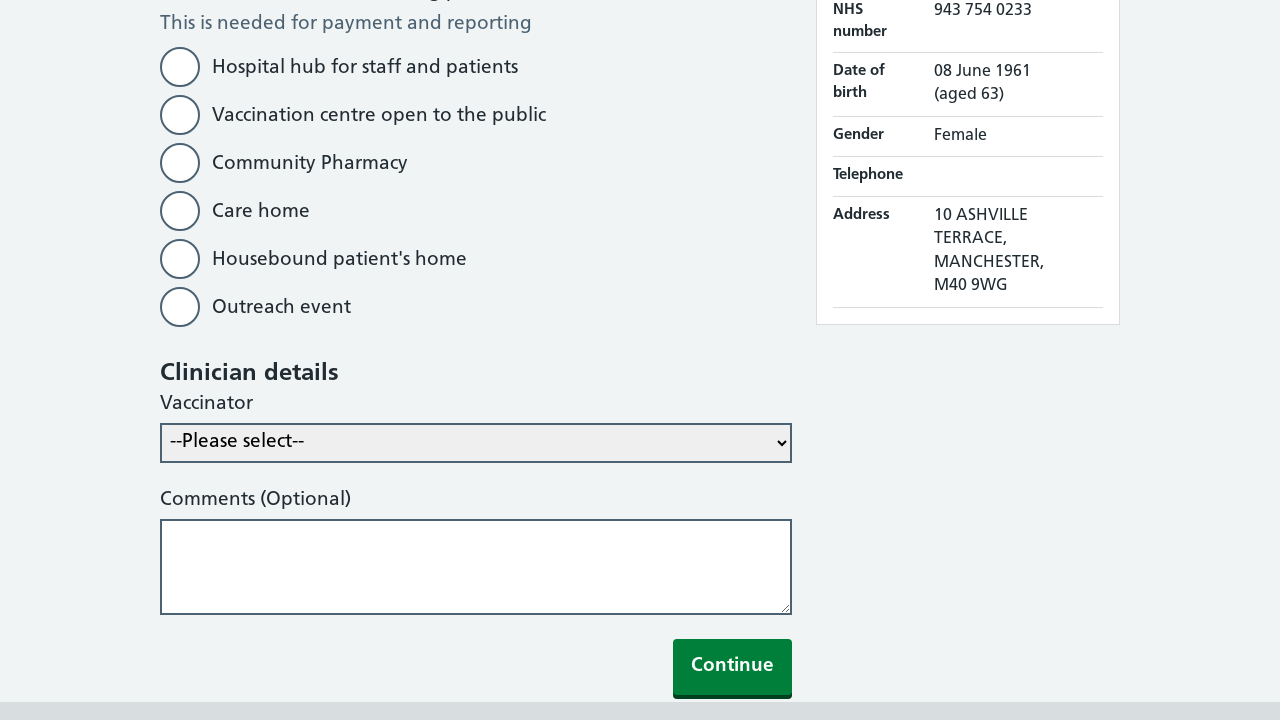 This is needed for payment and reporting
Hospital hub for staff and patients
Vaccination centre open to the public
Community Pharmacy
Care home
Housebound patient's home
Outreach event
Clinician details
Vaccinator
--Please select--
Comments (Optional)
Continue
NHS number
943 754 0233
Date of birth
08 June 1961
(aged 63)
Gender
Female
Telephone
Address
10 ASHVILLE
TERRACE,
MANCHESTER,
M40 9WG